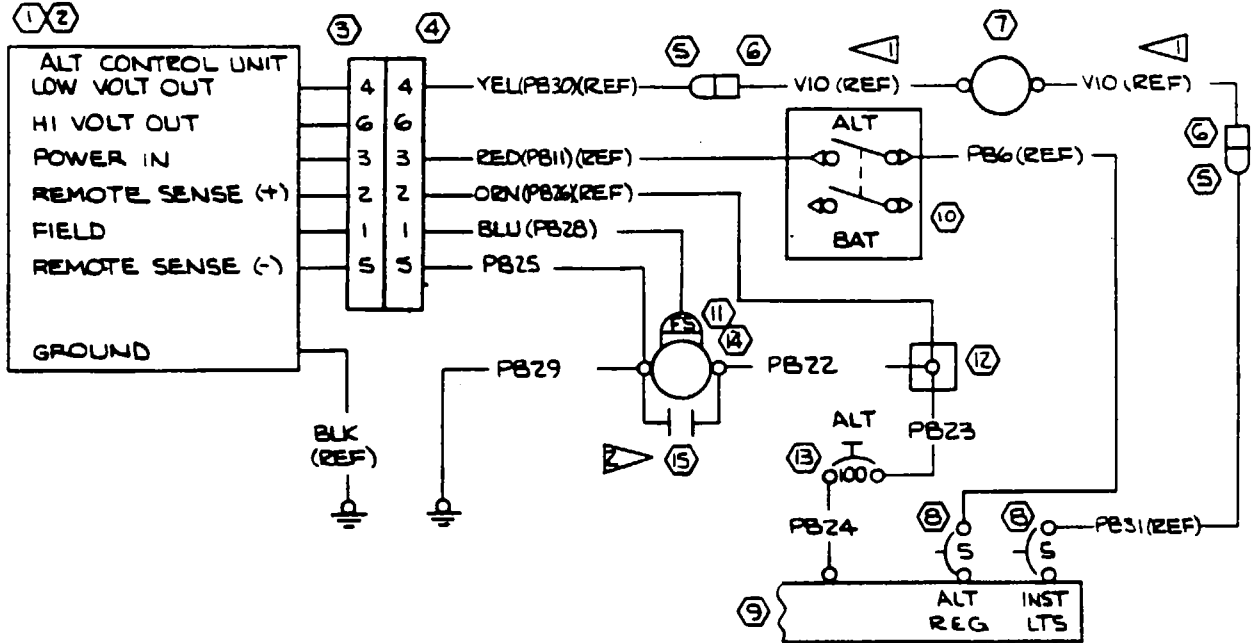 1 2
3
4
5
6
1
7
1
ALT CONTROL UNIT
LOW VOLT OUT
4 4
YEL(PB30)(REF)
V10 (REF)
V10 (REF)
HI VOLT OUT
6 6
ALT
6
POWER IN
3 3
RED(PB11)(REF)
PB6(REF)
5
REMOTE SENSE (+)
2 2
ORN(PB26)(REF)
10
FIELD
1 1
BLU (PB28)
BAT
REMOTE SENSE (-)
5 5
PB25
FS
11
14
GROUND
PB29
PB22
12
ALT
PB23
BLK
(REF)
2
15
13
100
PB24
8
8
PB31(REF)
5
5
9
ALT
REG
INST
LTS